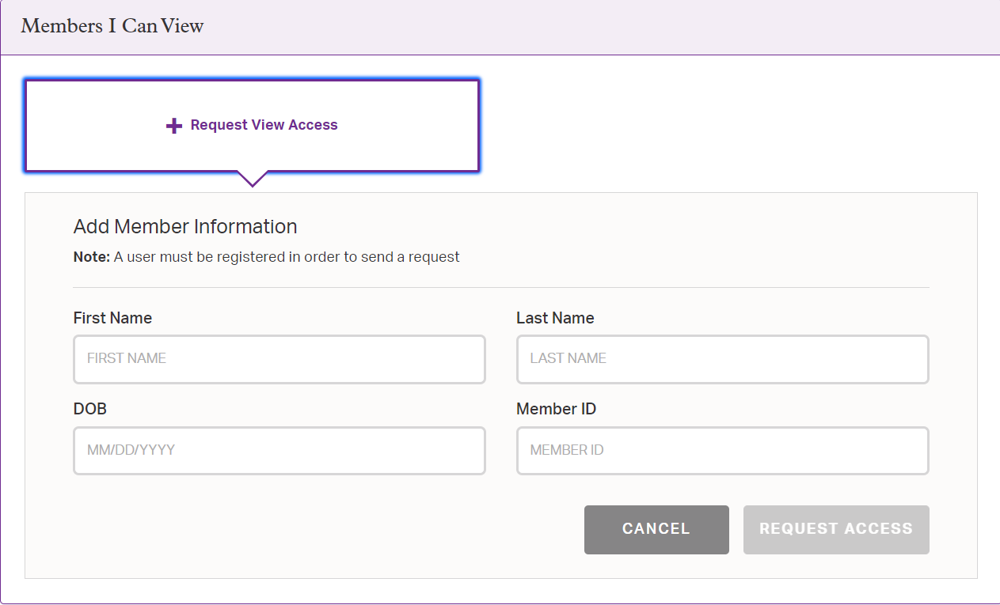 Members I Can View
Request View Access
Add Member Information
Note: A user must be registered in order to send a request
First Name
Last Name
FIRST NAME
LAST NAME
DOB
Member ID
MM/DD/YYYY
MEMBER ID
CANCEL
REQUEST ACCESS